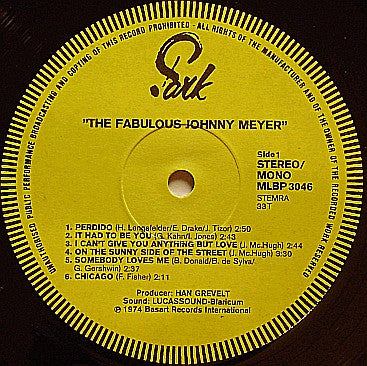 UNAUTHORISED PUBLIC PERFORMANCE BROADCASTING AND COPYING OF THIS RECORD PROHIBITED - ALL RIGHTS OF THE MANUFACTURER AND OF THE OWNER OF THE RECORDED WORK RESERVED
Park
"THE FABULOUS JOHNNY MEYER"
Side 1
STEREO/
MONO
MLBP 3046
STEMRA
33T
1 PERDIDO (H. Lengsfelder/E. Drake/J. Tizor) 2:50
2 IT HAD TO BE YOU (G. Kahn/I. Jones) 2:43
3 I CAN'T GIVE YOU ANYTHING BUT LOVE (J. McHugh) 2:44
4 ON THE SUNNY SIDE OF THE STREET (J. McHugh) 3:30
5 SOMEBODY LOVES ME (B. Donald/B. de Sylva/
G. Gershwin) 2:37
6 CHICAGO (F. Fisher) 2:11
Producer: HAN GREVELT
Sound: LUCASSOUND-Blaricum
℗ 1974 Basart Records International